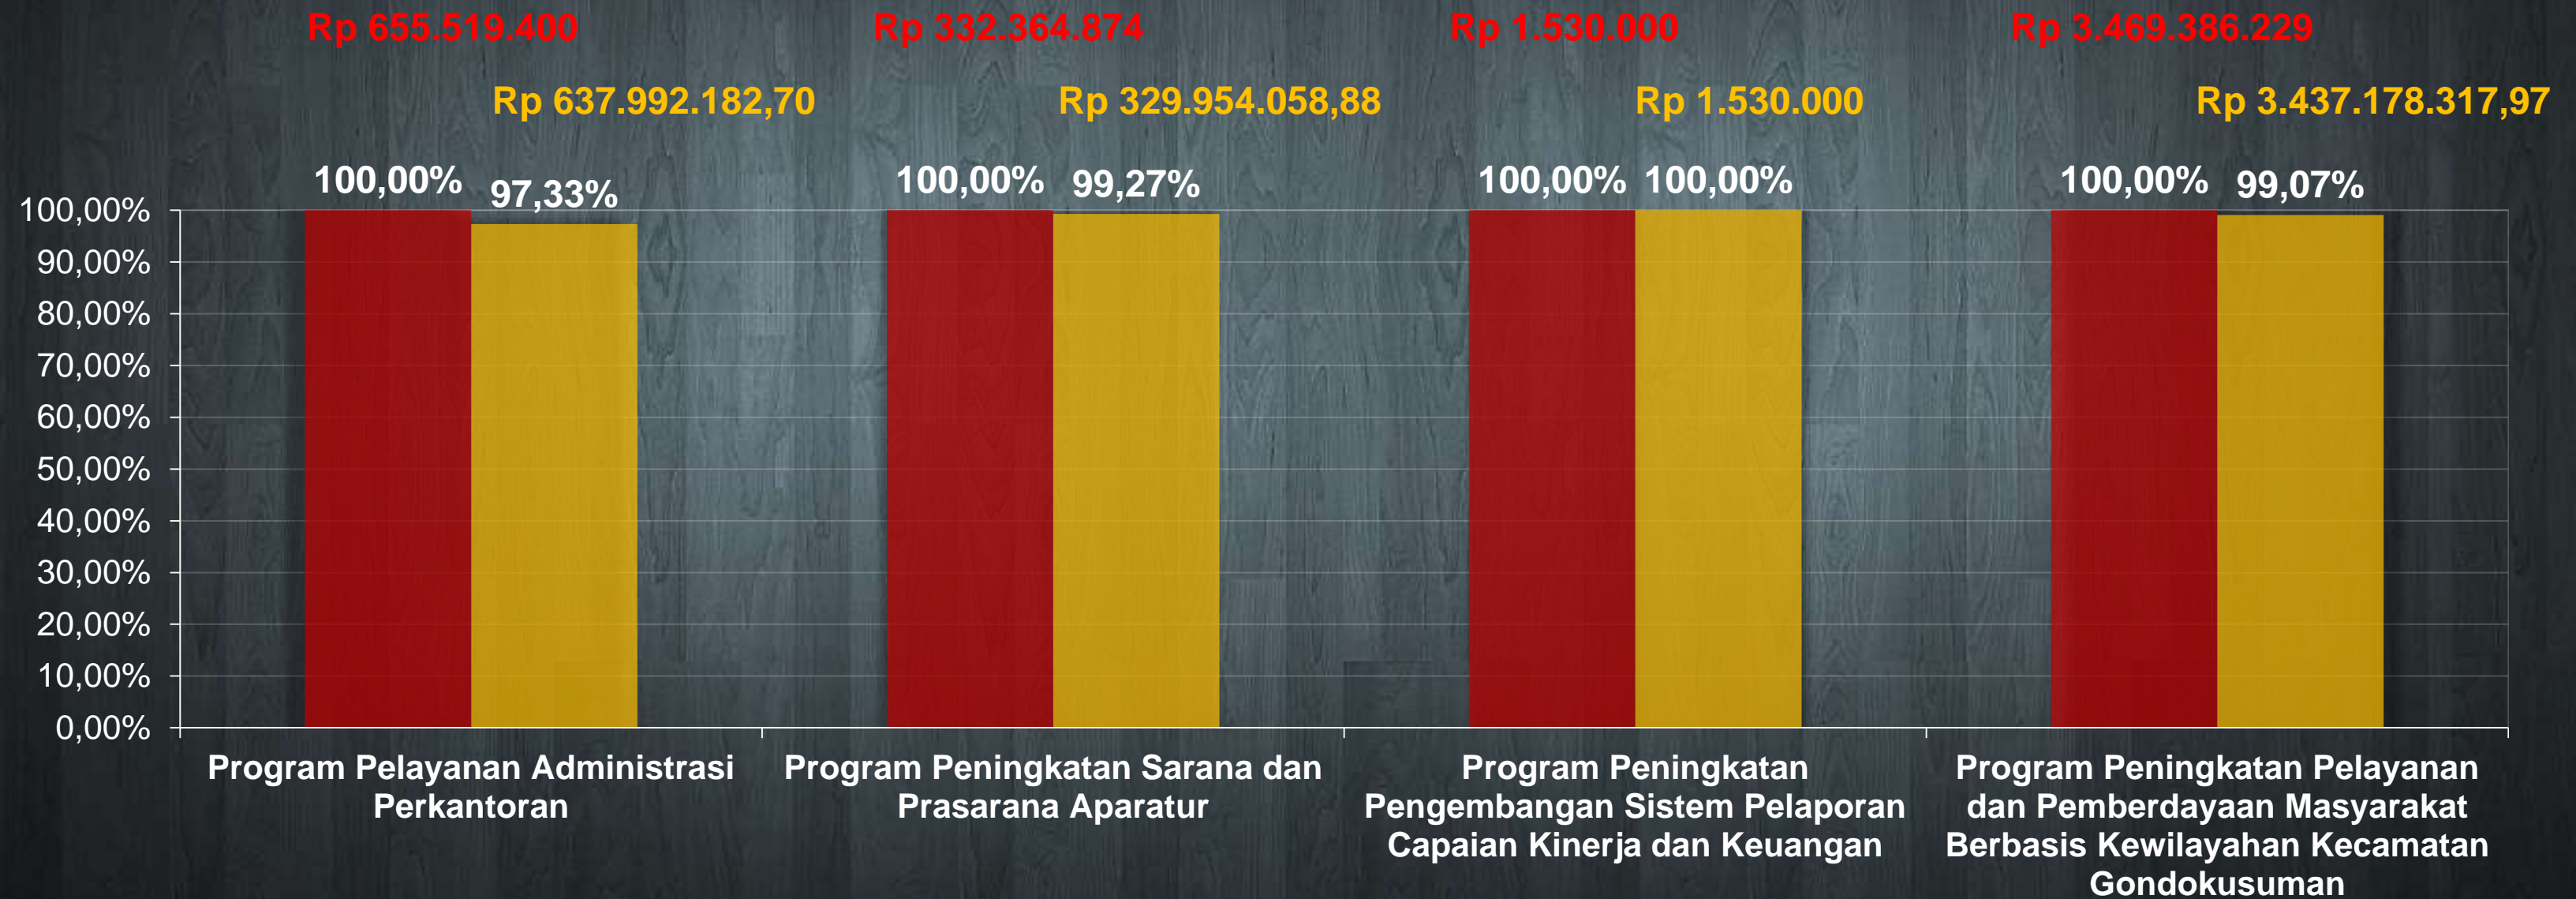 Rp 655.519.400
Rp 332.364.874
Rp 1.530.000
Rp 3.469.386.229
Rp 637.992.182,70
Rp 329.954.058,88
Rp 1.530.000
Rp 3.437.178.317,97
100,00%
97,33%
100,00%
99,27%
100,00%
100,00%
100,00%
99,07%
100,00%
90,00%
80,00%
70,00%
60,00%
50,00%
40,00%
30,00%
20,00%
10,00%
0,00%
Program Pelayanan Administrasi
Perkantoran
Program Peningkatan Sarana dan
Prasarana Aparatur
Program Peningkatan
Pengembangan Sistem Pelaporan
Capaian Kinerja dan Keuangan
Program Peningkatan Pelayanan
dan Pemberdayaan Masyarakat
Berbasis Kewilayahan Kecamatan
Gondokusuman